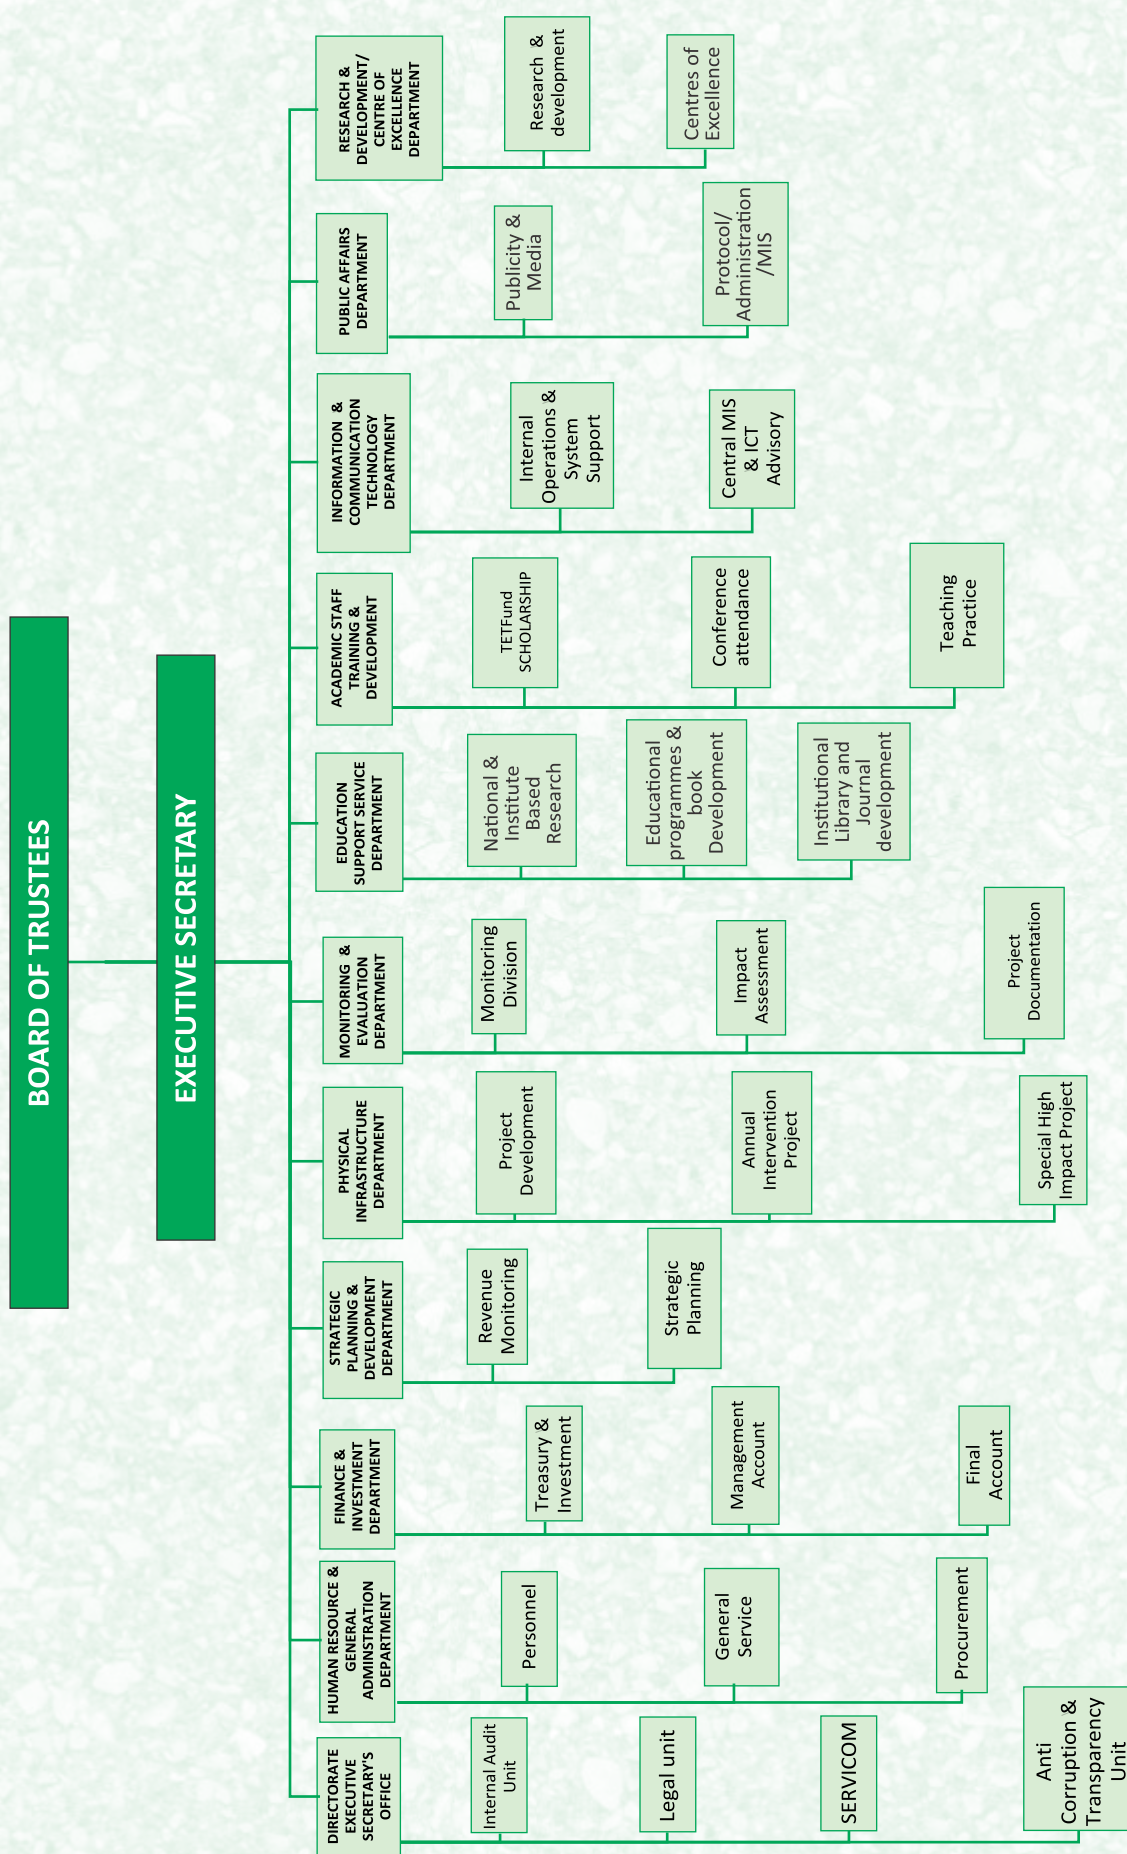 BOARD OF TRUSTEES
EXECUTIVE SECRETARY
DIRECTORATE
EXECUTIVE
SECRETARY'S
OFFICE
Internal Audit
Unit
Legal unit
SERVICOM
Anti
Corruption &
Transparency
Unit
HUMAN RESOURCE &
GENERAL
ADMINSTRATION
DEPARTMENT
Personnel
General
Service
Procurement
FINANCE &
INVESTMENT
DEPARTMENT
Treasury &
Investment
Management
Account
Final
Account
STRATEGIC
PLANNING &
DEVELOPMENT
DEPARTMENT
Revenue
Monitoring
Strategic
Planning
PHYSICAL
INFRASTRUCTURE
DEPARTMENT
Project
Development
Annual
Intervention
Project
Special High
Impact Project
MONITORING &
EVALUATION
DEPARTMENT
Monitoring
Division
Impact
Assessment
Project
Documentation
EDUCATION
SUPPORT SERVICE
DEPARTMENT
National &
Institute
Based
Research
Educational
programmes &
book
Development
Institutional
Library and
Journal
development
ACADEMIC STAFF
TRAINING &
DEVELOPMENT
TETFund
SCHOLARSHIP
Conference
attendance
Teaching
Practice
INFORMATION &
COMMUNICATION
TECHNOLOGY
DEPARTMENT
Internal
Operations &
System
Support
Central MIS
& ICT
Advisory
PUBLIC AFFAIRS
DEPARTMENT
Publicity &
Media
Protocol/
Administration
/MIS
RESEARCH &
DEVELOPMENT/
CENTRE OF
EXCELLENCE
DEPARTMENT
Research &
development
Centres of
Excellence